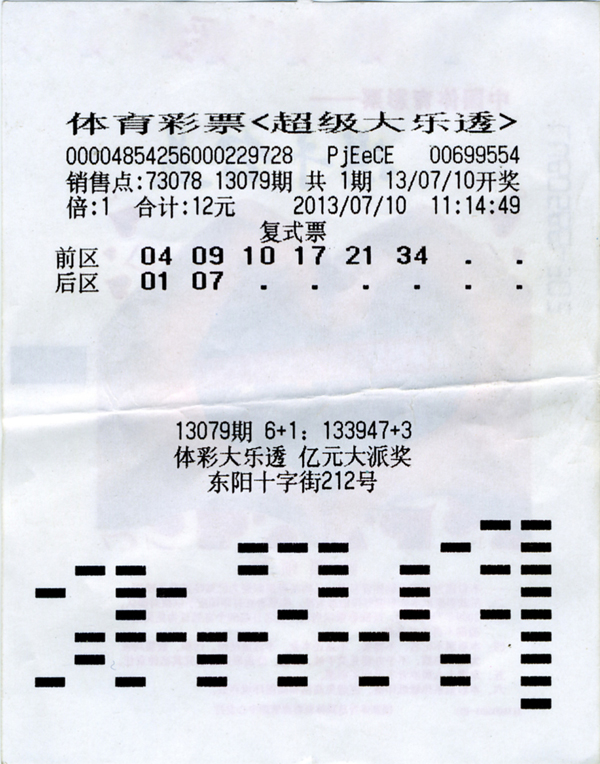 体育彩票<超级大乐透>
00004854256000229728 PjEeCE 00699554
销售点:73078 13079期 共 1期 13/07/10开奖
倍:1 合计:12元 2013/07/10 11:14:49
复式票
前区 04 09 10 17 21 34 . .
后区 01 07 . . . . . .
13079期 6+1: 133947+3
体彩大乐透 亿元大派奖
东阳十字街212号